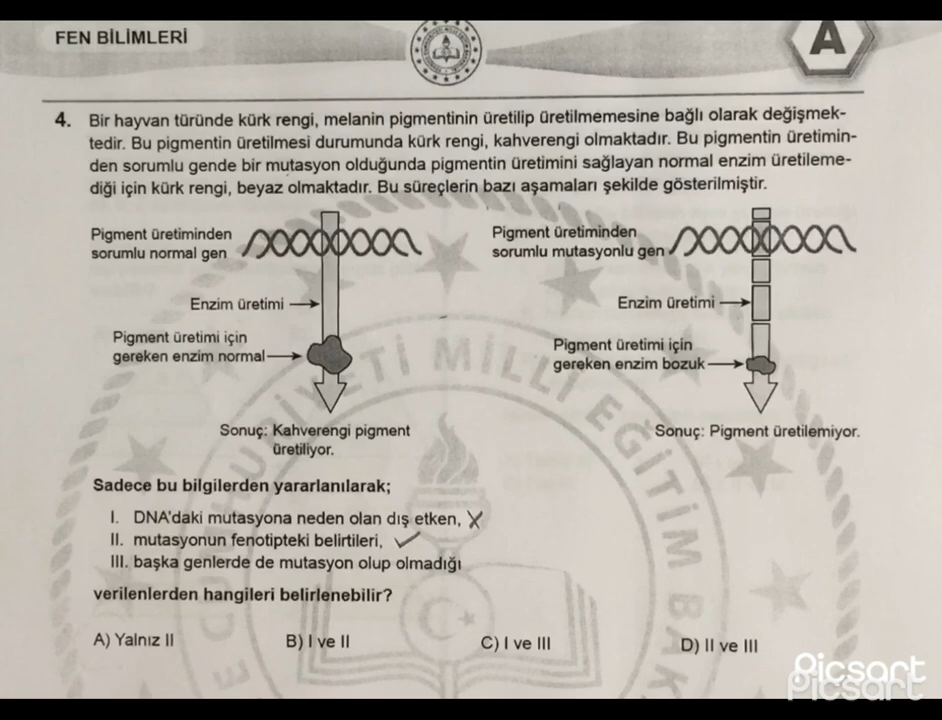 FEN BİLİMLERİ
A
4. Bir hayvan türünde kürk rengi, melanin pigmentinin üretilip üretilmemesine bağlı olarak değişmek-
tedir. Bu pigmentin üretilmesi durumunda kürk rengi, kahverengi olmaktadır. Bu pigmentin üretimin-
den sorumlu gende bir mutasyon olduğunda pigmentin üretimini sağlayan normal enzim üretileme-
diği için kürk rengi, beyaz olmaktadır. Bu süreçlerin bazı aşamaları şekilde gösterilmiştir.
Pigment üretiminden
sorumlu normal gen
Enzim üretimi
Pigment üretimi için
gereken enzim normal
Sonuç: Kahverengi pigment
üretiliyor.
Pigment üretiminden
sorumlu mutasyonlu gen
Enzim üretimi
Pigment üretimi için
gereken enzim bozuk
Sonuç: Pigment üretilemiyor.
Sadece bu bilgilerden yararlanılarak;
I. DNA'daki mutasyona neden olan dış etken,
II. mutasyonun fenotipteki belirtileri,
III. başka genlerde de mutasyon olup olmadığı
verilenlerden hangileri belirlenebilir?
A) Yalnız II B) I ve II C) I ve III D) II ve III
MİLLİ EĞİTİM
Picsart
Picsart